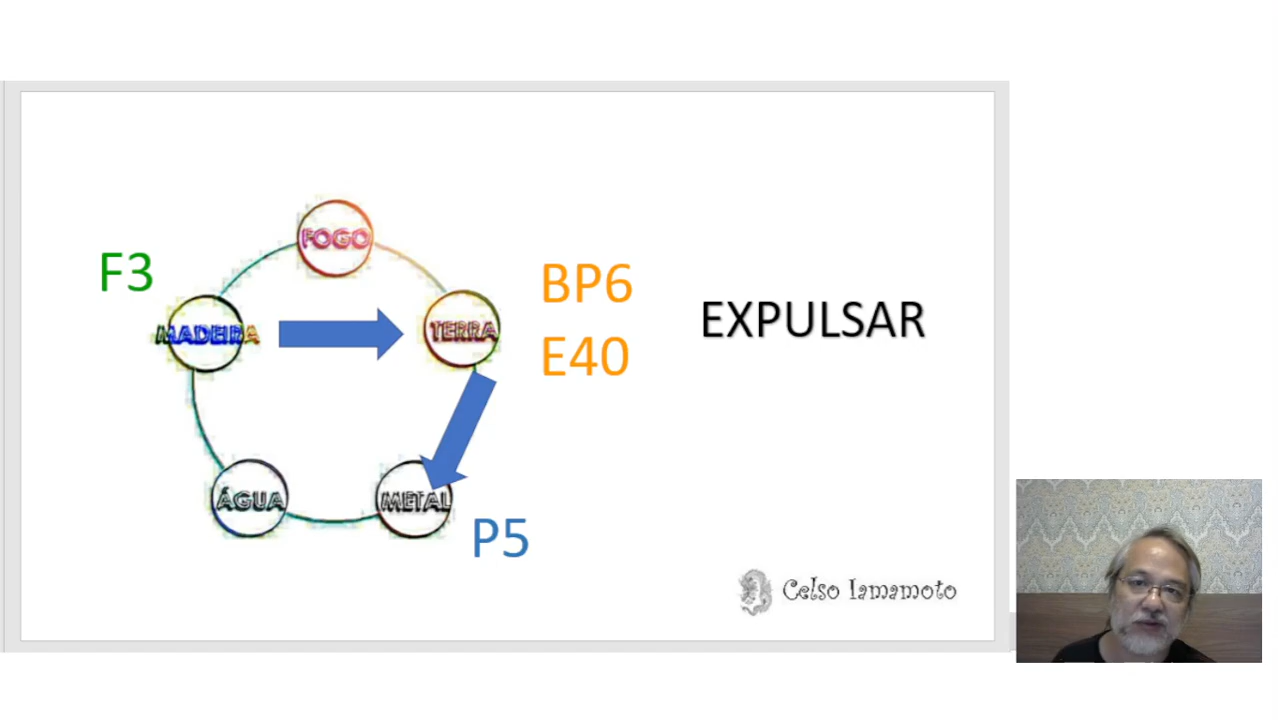 FOGO
F3
MADEIRA
TERRA
BP6
E40
EXPULSAR
ÁGUA
METAL
P5
Celso Iamamoto